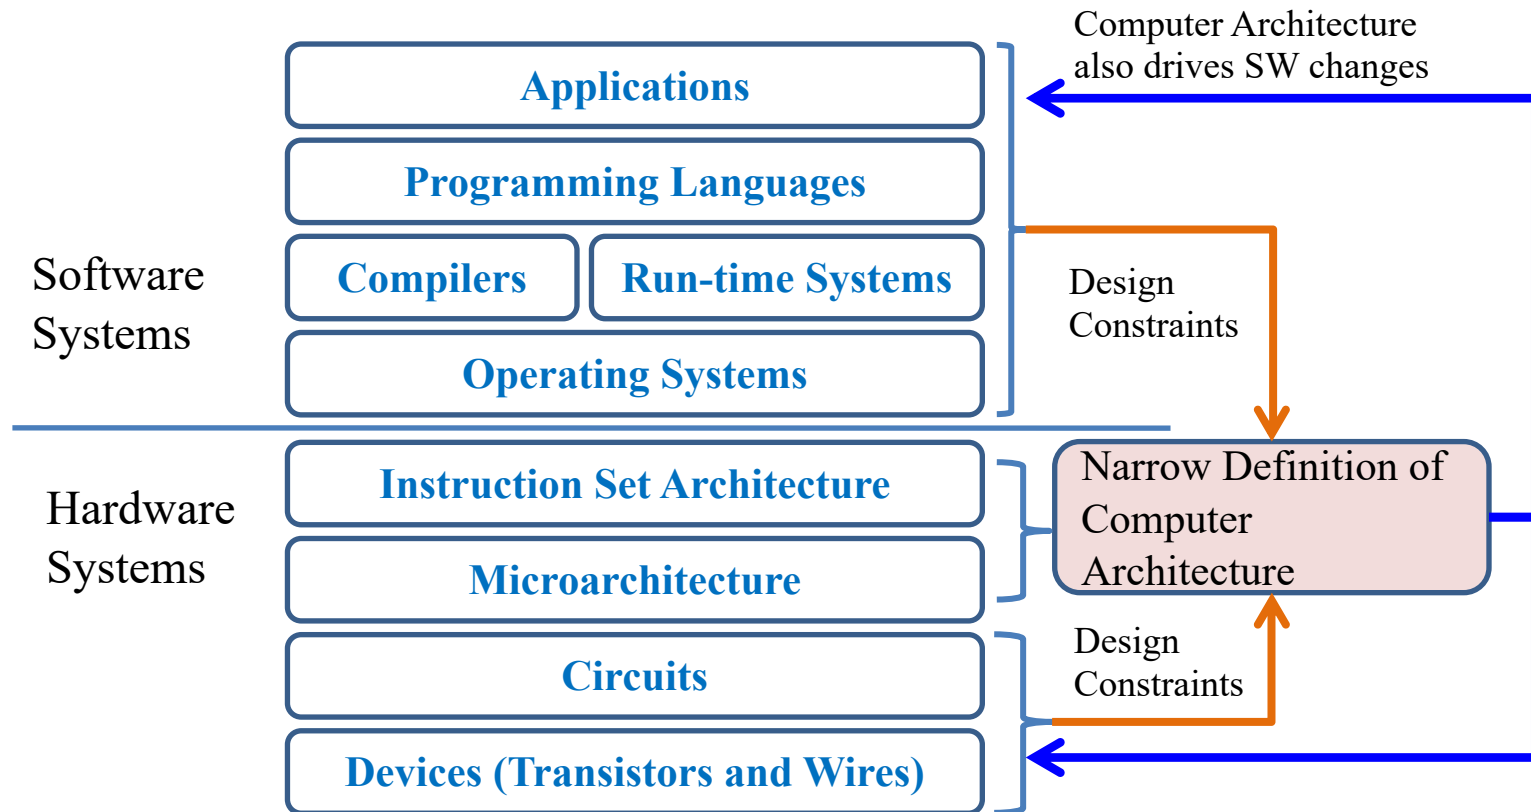 Computer Architecture
also drives SW changes
Applications
Programming Languages
Software
Systems
Compilers
Run-time Systems
Design
Constraints
Operating Systems
Hardware
Systems
Instruction Set Architecture
Narrow Definition of
Computer
Architecture
Microarchitecture
Circuits
Design
Constraints
Devices (Transistors and Wires)